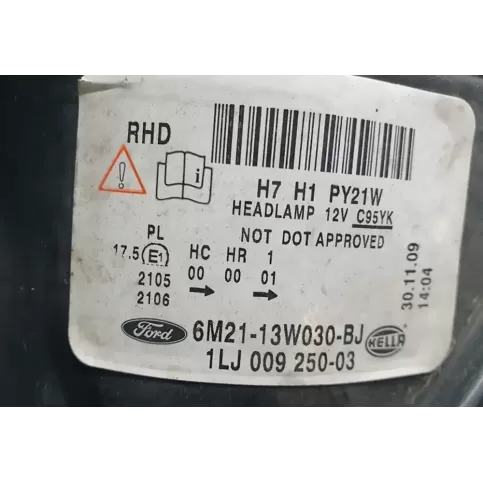 RHD
H7 H1 PY21W
HEADLAMP 12V C95YK
NOT DOT APPROVED
PL
17.5 E1 HC HR 1
2105 00 00 01
2106
30.11.09
14:04
Ford 6M21-13W030-BJ HELLA
1LJ 009 250-03